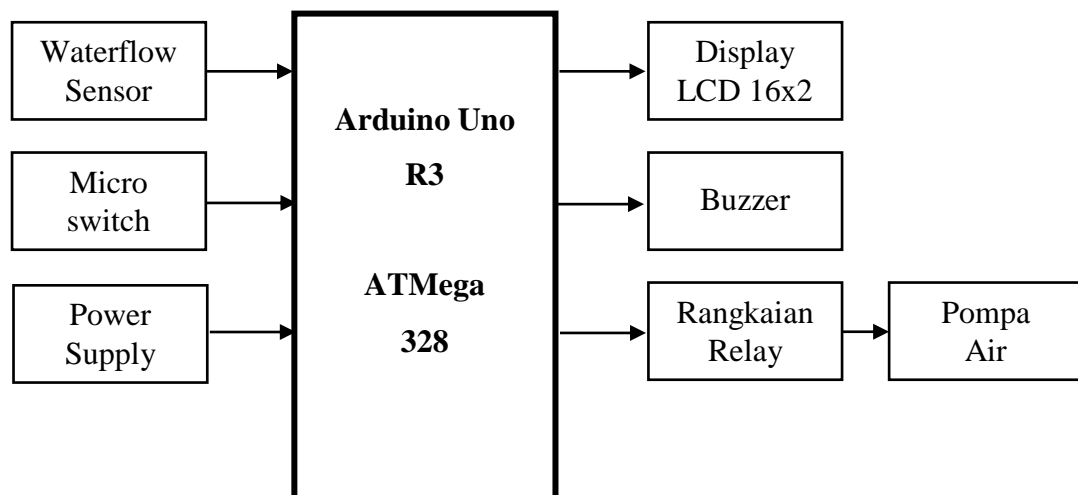 Waterflow
Sensor
Micro
switch
Power
Supply
Arduino Uno
R3
ATMega
328
Display
LCD 16x2
Buzzer
Rangkaian
Relay
Pompa
Air